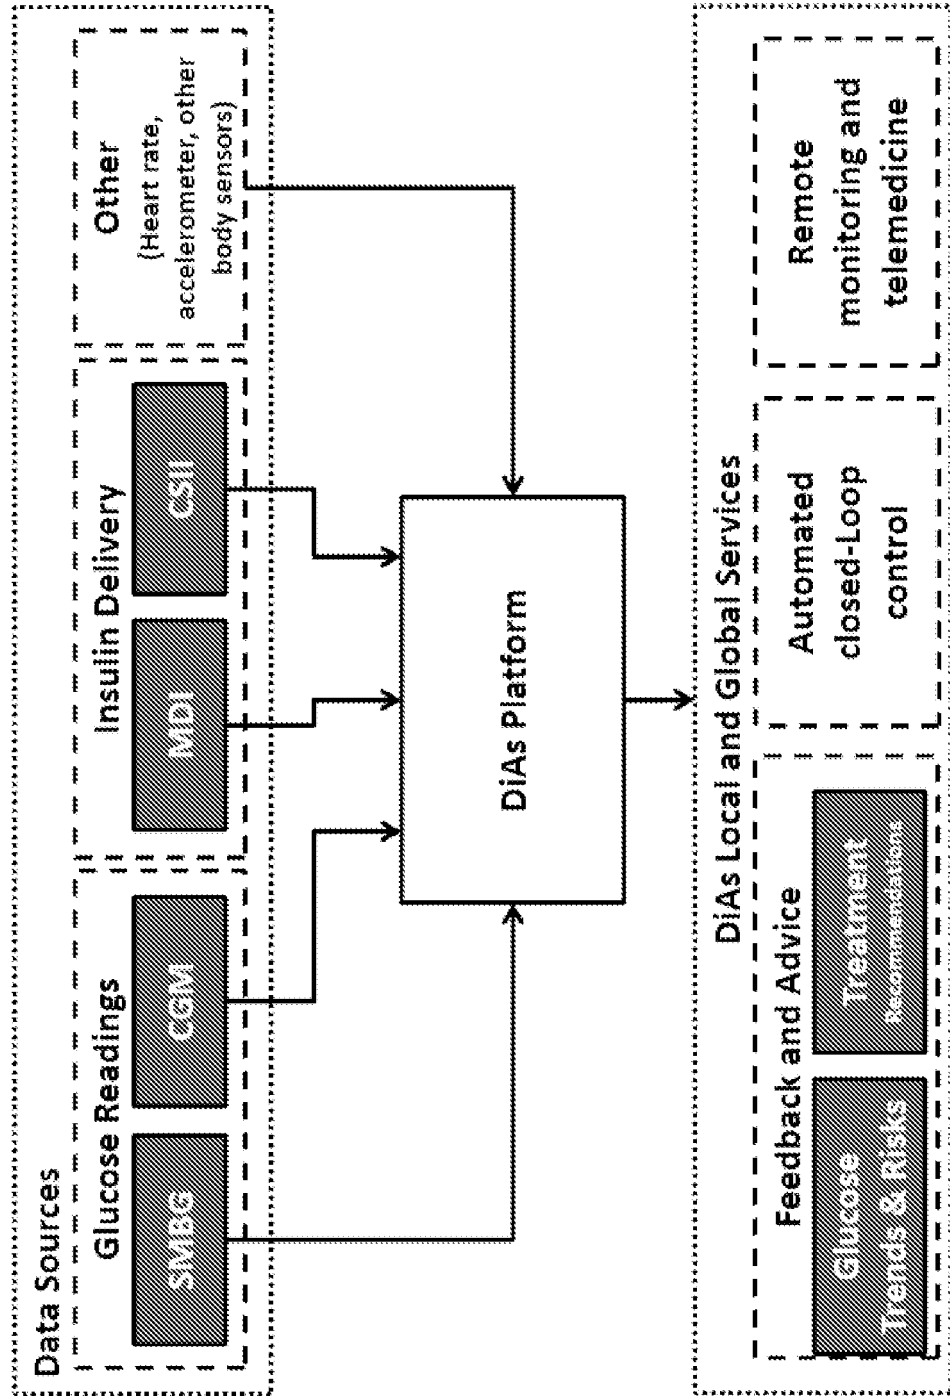 Data Sources
Glucose Readings
SMBG
CGM
Insulin Delivery
MDI
CSII
Other
(Heart rate,
accelerometer, other
body sensors)
DiAs Platform
DiAs Local and Global Services
Feedback and Advice
Glucose
Trends & Risks
Treatment
Recommendations
Automated
closed-Loop
control
Remote
monitoring and
telemedicine